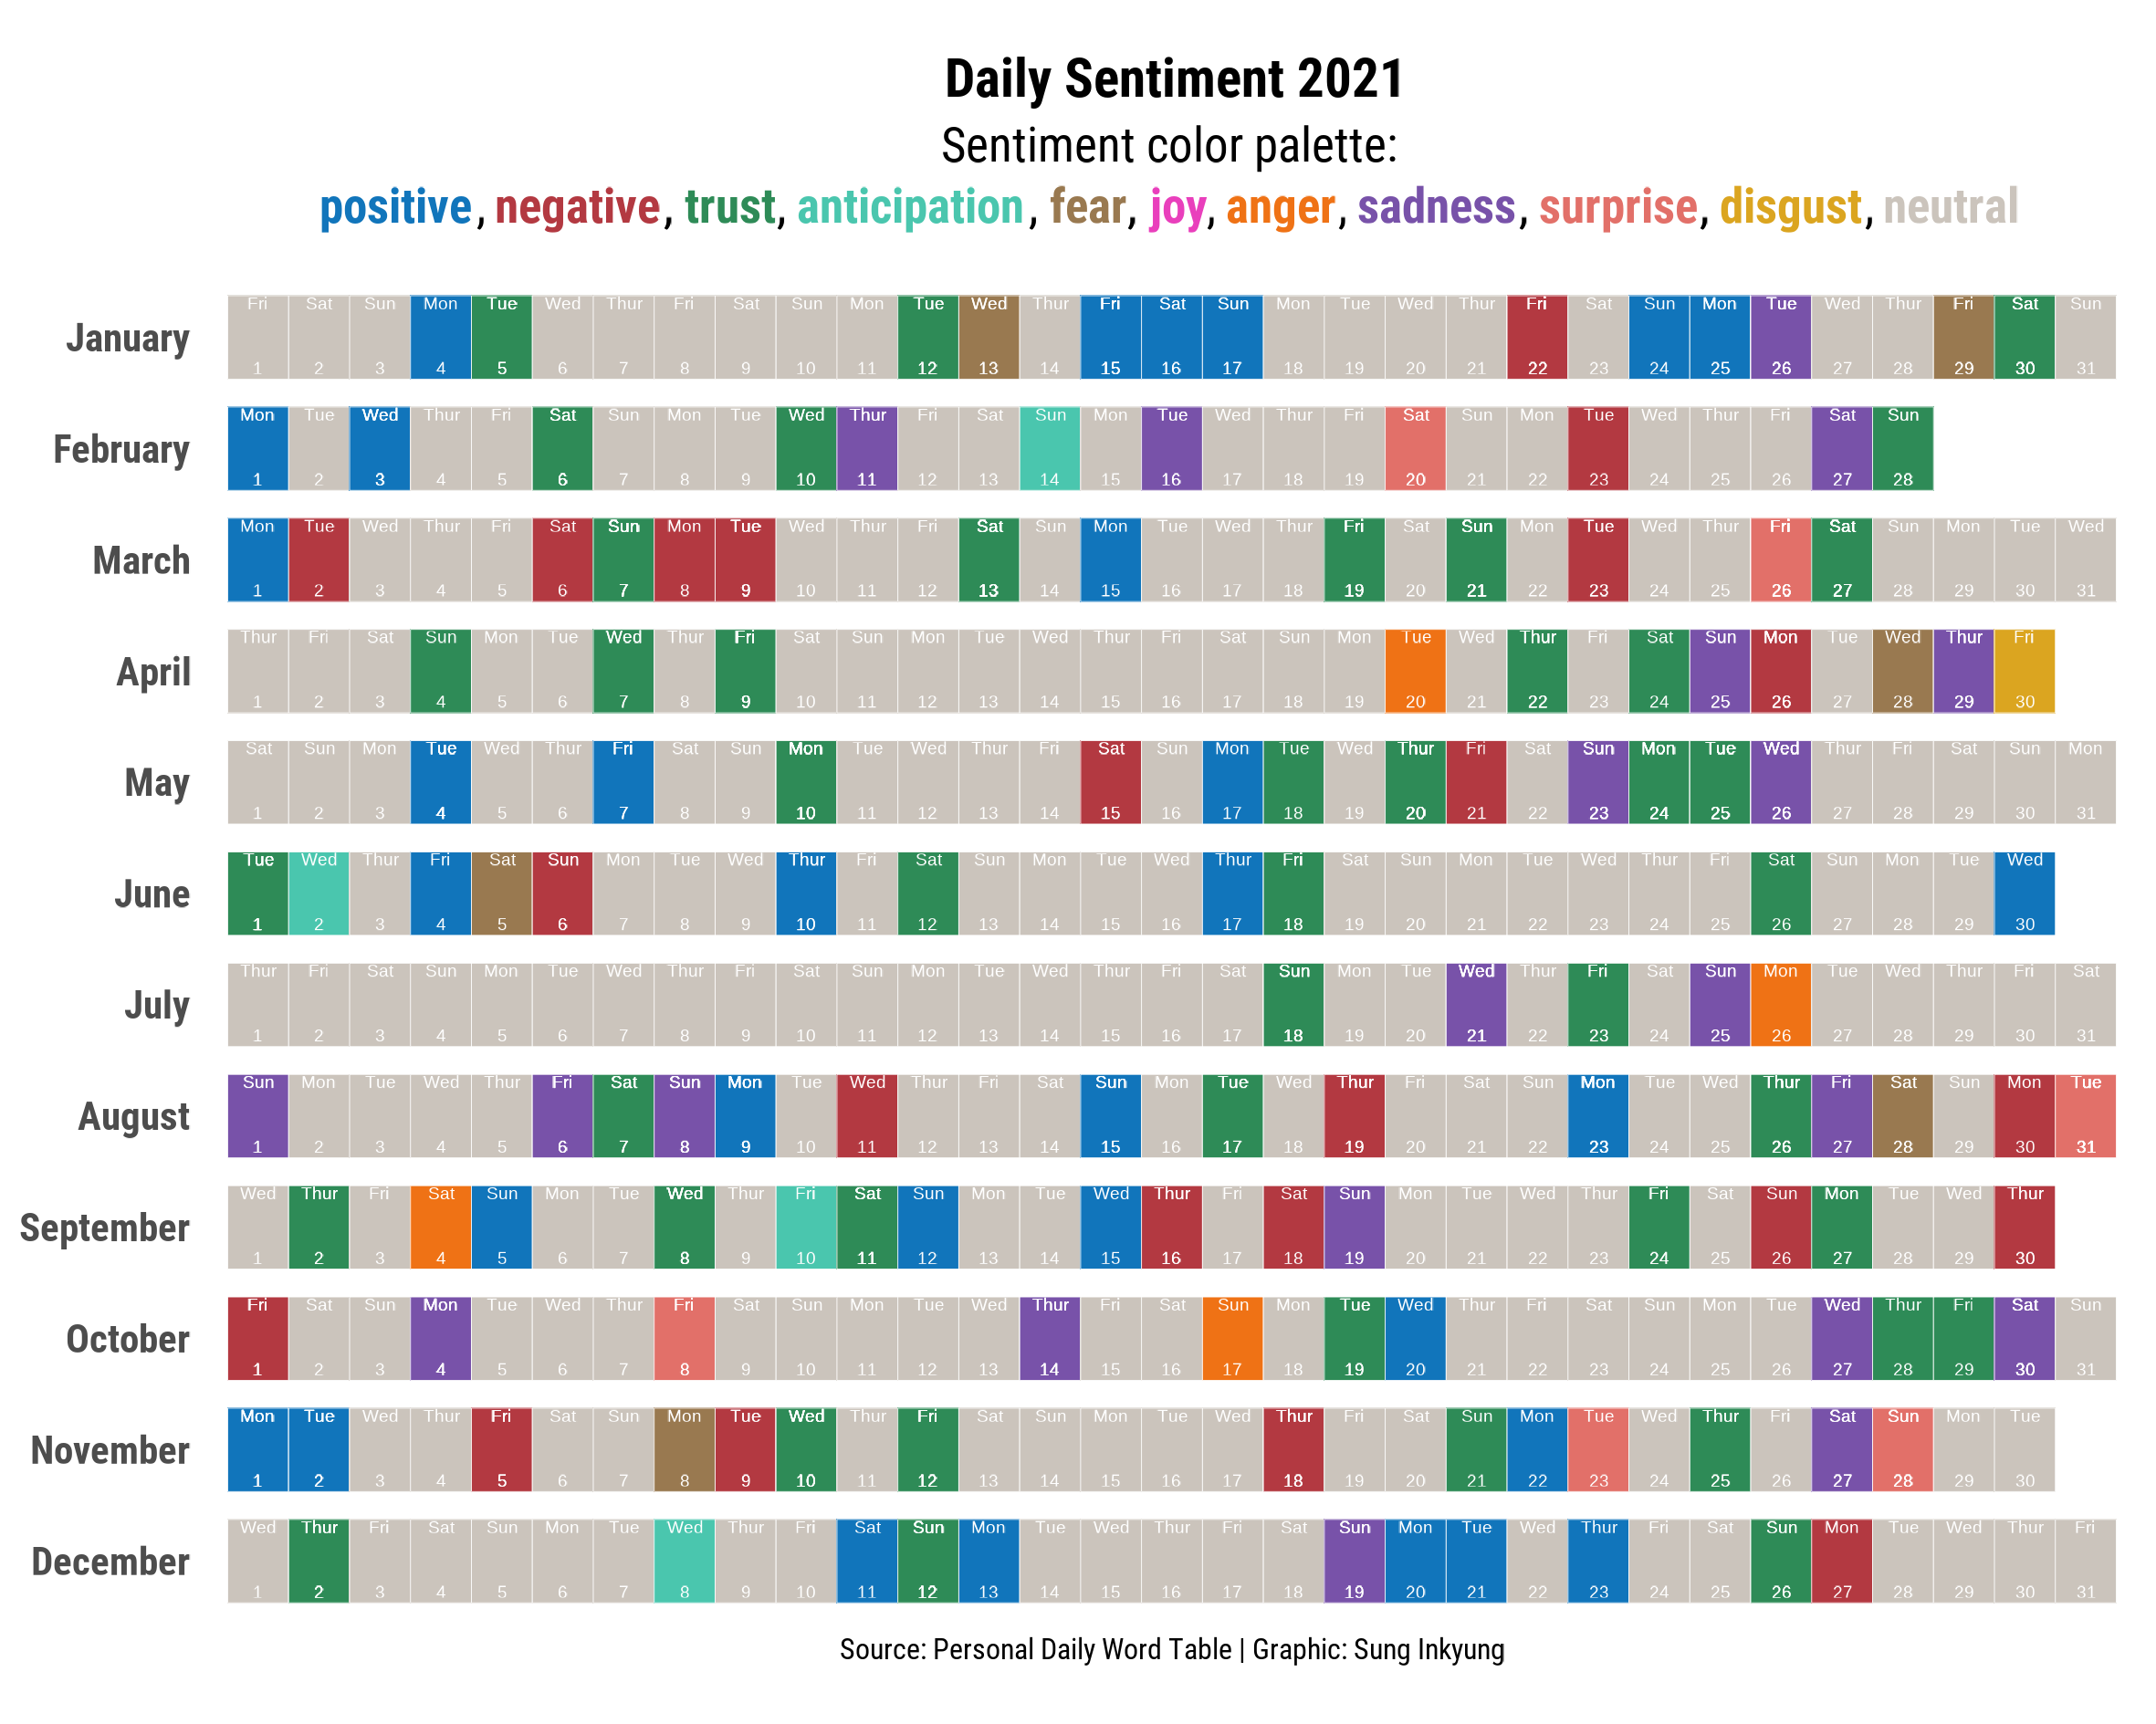 Daily Sentiment 2021
Sentiment color palette:
positive, negative, trust, anticipation, fear, joy, anger, sadness, surprise, disgust, neutral
Fri Sat Sun Mon Tue Wed Thur Fri Sat Sun Mon Tue Wed Thur Fri Sat Sun Mon Tue Wed Thur Fri Sat Sun Mon Tue Wed Thur Fri Sat Sun
January
1 2 3 4 5 6 7 8 9 10 11 12 13 14 15 16 17 18 19 20 21 22 23 24 25 26 27 28 29 30 31
Mon Tue Wed Thur Fri Sat Sun Mon Tue Wed Thur Fri Sat Sun Mon Tue Wed Thur Fri Sat Sun Mon Tue Wed Thur Fri Sat Sun
February
1 2 3 4 5 6 7 8 9 10 11 12 13 14 15 16 17 18 19 20 21 22 23 24 25 26 27 28
Mon Tue Wed Thur Fri Sat Sun Mon Tue Wed Thur Fri Sat Sun Mon Tue Wed Thur Fri Sat Sun Mon Tue Wed Thur Fri Sat Sun Mon Tue Wed
March
1 2 3 4 5 6 7 8 9 10 11 12 13 14 15 16 17 18 19 20 21 22 23 24 25 26 27 28 29 30 31
Thur Fri Sat Sun Mon Tue Wed Thur Fri Sat Sun Mon Tue Wed Thur Fri Sat Sun Mon Tue Wed Thur Fri Sat Sun Mon Tue Wed Thur Fri
April
1 2 3 4 5 6 7 8 9 10 11 12 13 14 15 16 17 18 19 20 21 22 23 24 25 26 27 28 29 30
Sat Sun Mon Tue Wed Thur Fri Sat Sun Mon Tue Wed Thur Fri Sat Sun Mon Tue Wed Thur Fri Sat Sun Mon Tue Wed Thur Fri Sat Sun Mon
May
1 2 3 4 5 6 7 8 9 10 11 12 13 14 15 16 17 18 19 20 21 22 23 24 25 26 27 28 29 30 31
Tue Wed Thur Fri Sat Sun Mon Tue Wed Thur Fri Sat Sun Mon Tue Wed Thur Fri Sat Sun Mon Tue Wed Thur Fri Sat Sun Mon Tue Wed
June
1 2 3 4 5 6 7 8 9 10 11 12 13 14 15 16 17 18 19 20 21 22 23 24 25 26 27 28 29 30
Thur Fri Sat Sun Mon Tue Wed Thur Fri Sat Sun Mon Tue Wed Thur Fri Sat Sun Mon Tue Wed Thur Fri Sat Sun Mon Tue Wed Thur Fri Sat
July
1 2 3 4 5 6 7 8 9 10 11 12 13 14 15 16 17 18 19 20 21 22 23 24 25 26 27 28 29 30 31
Sun Mon Tue Wed Thur Fri Sat Sun Mon Tue Wed Thur Fri Sat Sun Mon Tue Wed Thur Fri Sat Sun Mon Tue Wed Thur Fri Sat Sun Mon Tue
August
1 2 3 4 5 6 7 8 9 10 11 12 13 14 15 16 17 18 19 20 21 22 23 24 25 26 27 28 29 30 31
Wed Thur Fri Sat Sun Mon Tue Wed Thur Fri Sat Sun Mon Tue Wed Thur Fri Sat Sun Mon Tue Wed Thur Fri Sat Sun Mon Tue Wed Thur
September
1 2 3 4 5 6 7 8 9 10 11 12 13 14 15 16 17 18 19 20 21 22 23 24 25 26 27 28 29 30
Fri Sat Sun Mon Tue Wed Thur Fri Sat Sun Mon Tue Wed Thur Fri Sat Sun Mon Tue Wed Thur Fri Sat Sun Mon Tue Wed Thur Fri Sat Sun
October
1 2 3 4 5 6 7 8 9 10 11 12 13 14 15 16 17 18 19 20 21 22 23 24 25 26 27 28 29 30 31
Mon Tue Wed Thur Fri Sat Sun Mon Tue Wed Thur Fri Sat Sun Mon Tue Wed Thur Fri Sat Sun Mon Tue Wed Thur Fri Sat Sun Mon Tue
November
1 2 3 4 5 6 7 8 9 10 11 12 13 14 15 16 17 18 19 20 21 22 23 24 25 26 27 28 29 30
Wed Thur Fri Sat Sun Mon Tue Wed Thur Fri Sat Sun Mon Tue Wed Thur Fri Sat Sun Mon Tue Wed Thur Fri Sat Sun Mon Tue Wed Thur Fri
December
1 2 3 4 5 6 7 8 9 10 11 12 13 14 15 16 17 18 19 20 21 22 23 24 25 26 27 28 29 30 31
Source: Personal Daily Word Table | Graphic: Sung Inkyung